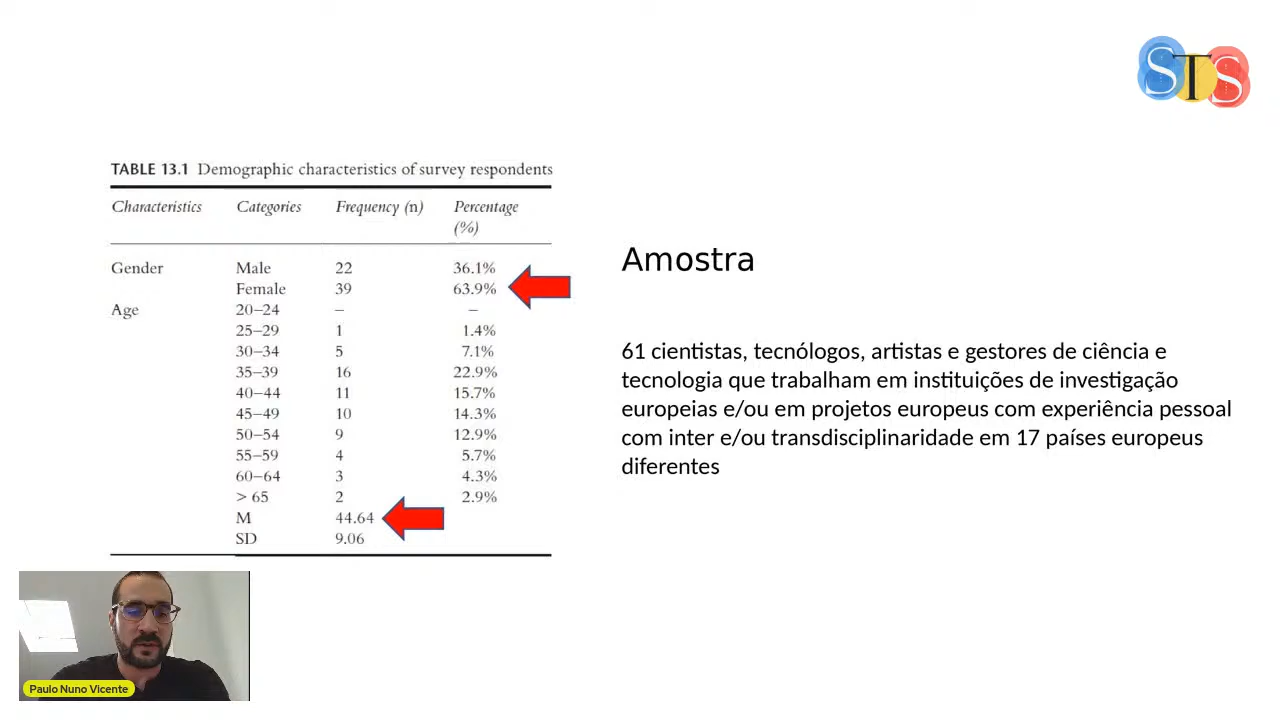 STS
TABLE 13.1 Demographic characteristics of survey respondents
Characteristics Categories Frequency (n) Percentage
(%)
Gender Male 22 36.1%
Female 39 63.9%
Age 20–24 – –
25–29 1 1.4%
30–34 5 7.1%
35–39 16 22.9%
40–44 11 15.7%
45–49 10 14.3%
50–54 9 12.9%
55–59 4 5.7%
60–64 3 4.3%
> 65 2 2.9%
M 44.64
SD 9.06
Amostra
61 cientistas, tecnólogos, artistas e gestores de ciência e
tecnologia que trabalham em instituições de investigação
europeias e/ou em projetos europeus com experiência pessoal
com inter e/ou transdisciplinaridade em 17 países europeus
diferentes
Paulo Nuno Vicente